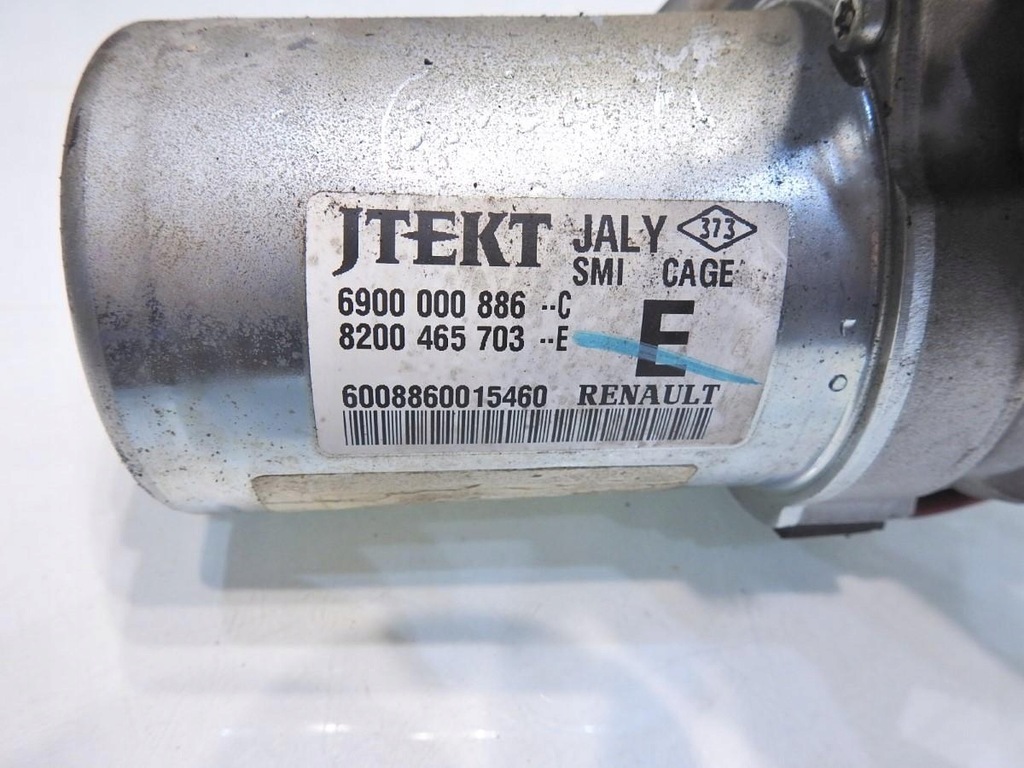 JTEKT JALY 373
SMI CAGE
6900 000 886 --C
8200 465 703 --E E
6008860015460 RENAULT